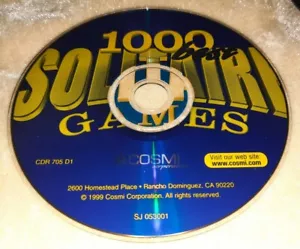 1000
best
SOLITAIRE
GAMES
CDR 705 D1
COSMI
Visit our web site
www.cosmi.com
2600 Homestead Place • Rancho Dominguez, CA 90220
© 1999 Cosmi Corporation. All rights reserved.
SJ 053001